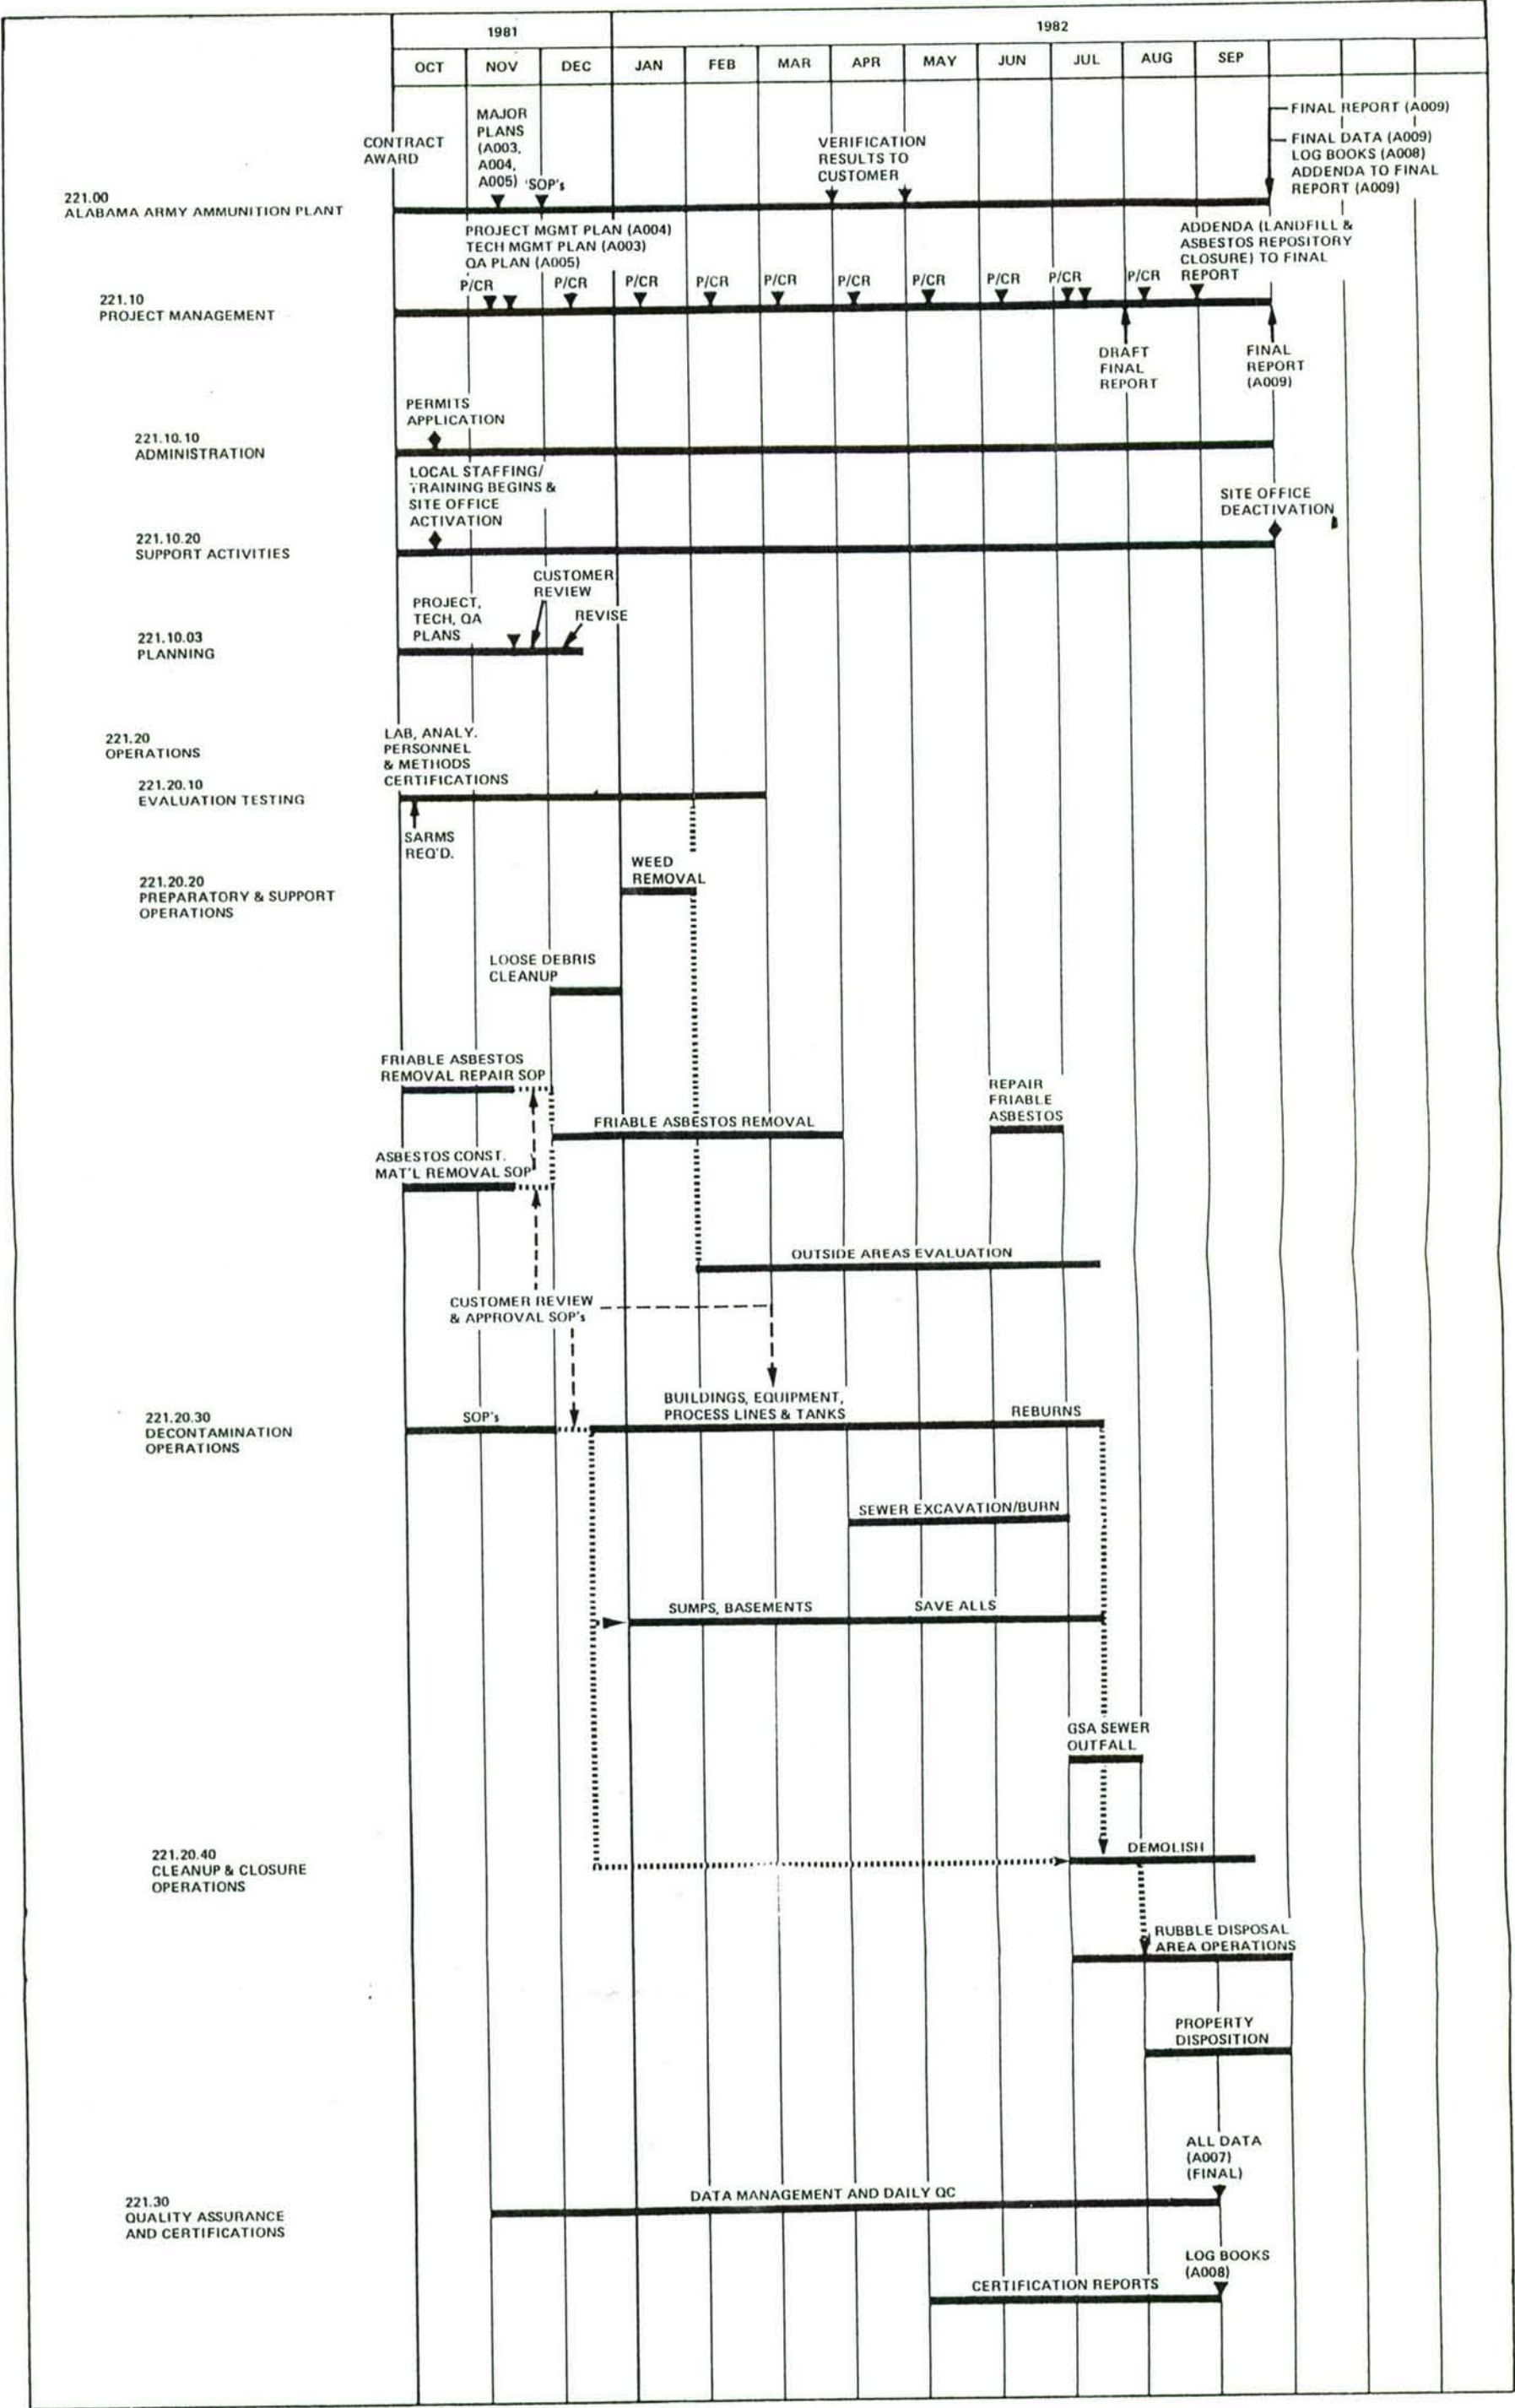 1981
1982
OCT NOV DEC JAN FEB MAR APR MAY JUN JUL AUG SEP
CONTRACT
AWARD
MAJOR
PLANS
(A003,
A004,
A005)
'SOP's
VERIFICATION
RESULTS TO
CUSTOMER
FINAL REPORT (A009)
FINAL DATA (A009)
LOG BOOKS (A008)
ADDENDA TO FINAL
REPORT (A009)
221.00
ALABAMA ARMY AMMUNITION PLANT
PROJECT MGMT PLAN (A004)
TECH MGMT PLAN (A003)
QA PLAN (A005)
ADDENDA (LANDFILL &
ASBESTOS REPOSITORY
CLOSURE) TO FINAL
REPORT
P/CR P/CR P/CR P/CR P/CR P/CR P/CR P/CR P/CR P/CR
221.10
PROJECT MANAGEMENT
DRAFT
FINAL
REPORT
FINAL
REPORT
(A009)
PERMITS
APPLICATION
221.10.10
ADMINISTRATION
LOCAL STAFFING/
TRAINING BEGINS &
SITE OFFICE
ACTIVATION
SITE OFFICE
DEACTIVATION
221.10.20
SUPPORT ACTIVITIES
CUSTOMER
REVIEW
PROJECT,
TECH, QA
PLANS
REVISE
221.10.03
PLANNING
221.20
OPERATIONS
LAB, ANALY.
PERSONNEL
& METHODS
CERTIFICATIONS
221.20.10
EVALUATION TESTING
SARMS
REQ'D.
WEED
REMOVAL
221.20.20
PREPARATORY & SUPPORT
OPERATIONS
LOOSE DEBRIS
CLEANUP
FRIABLE ASBESTOS
REMOVAL REPAIR SOP
REPAIR
FRIABLE
ASBESTOS
FRIABLE ASBESTOS REMOVAL
ASBESTOS CONST.
MAT'L REMOVAL SOP
OUTSIDE AREAS EVALUATION
CUSTOMER REVIEW
& APPROVAL SOP's
221.20.30
DECONTAMINATION
OPERATIONS
SOP's
BUILDINGS, EQUIPMENT,
PROCESS LINES & TANKS
REBURNS
SEWER EXCAVATION/BURN
SUMPS, BASEMENTS
SAVE ALLS
GSA SEWER
OUTFALL
221.20.40
CLEANUP & CLOSURE
OPERATIONS
DEMOLISH
RUBBLE DISPOSAL
AREA OPERATIONS
PROPERTY
DISPOSITION
ALL DATA
(A007)
(FINAL)
221.30
QUALITY ASSURANCE
AND CERTIFICATIONS
DATA MANAGEMENT AND DAILY QC
LOG BOOKS
(A008)
CERTIFICATION REPORTS